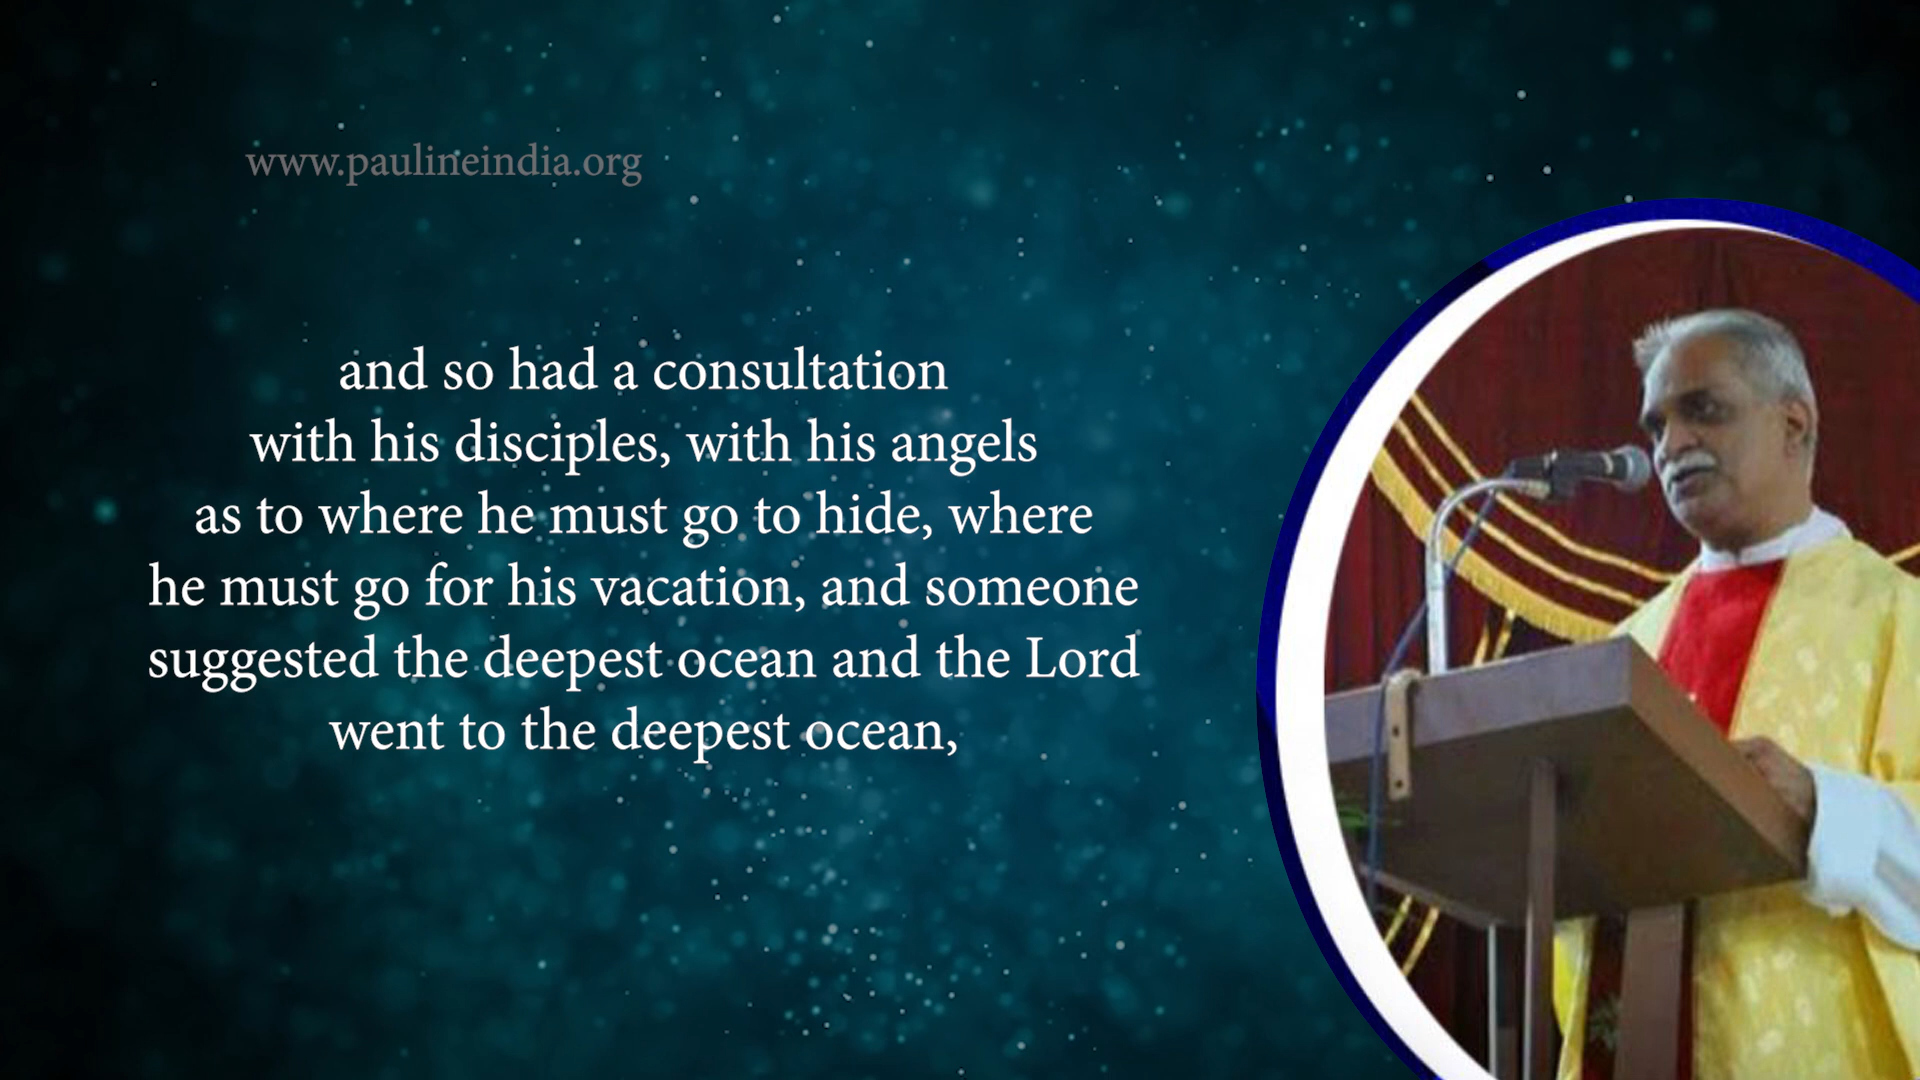 www.paulineindia.org
and so had a consultation
with his disciples, with his angels
as to where he must go to hide, where
he must go for his vacation, and someone
suggested the deepest ocean and the Lord
went to the deepest ocean,